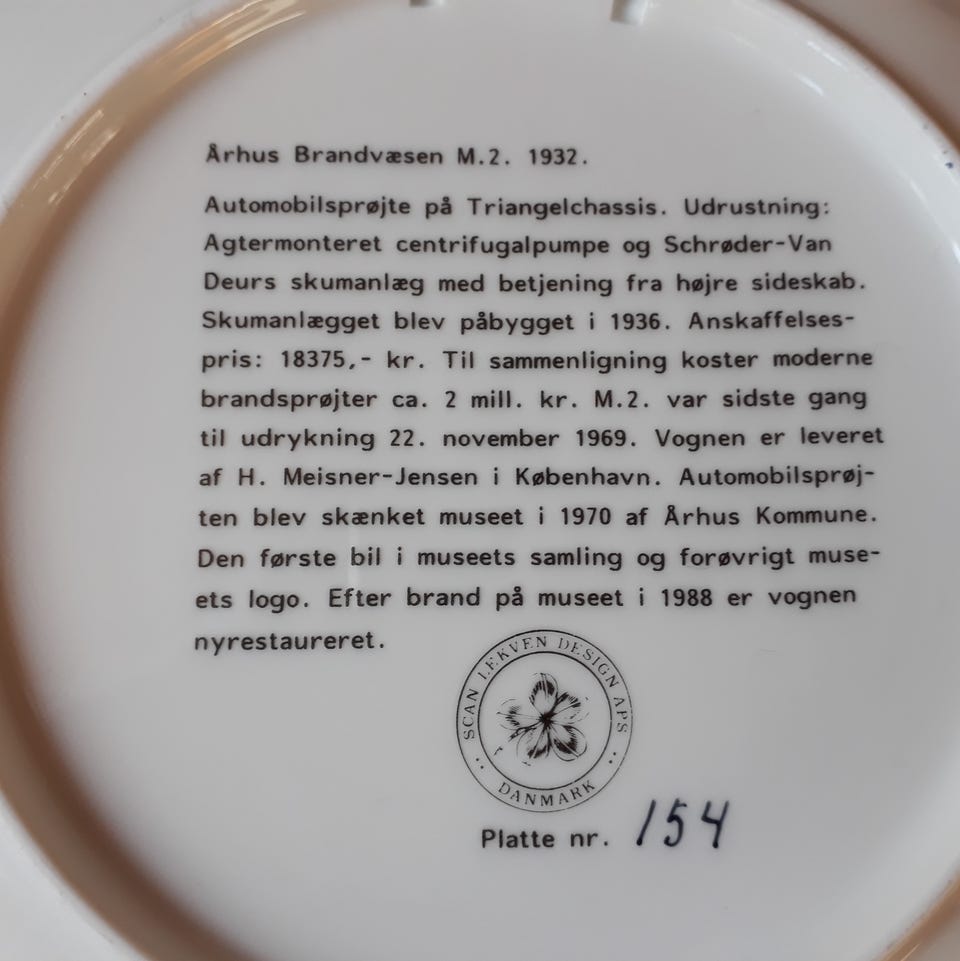 Århus Brandvæsen M.2. 1932.
Automobilsprøjte på Triangelchassis. Udrustning:
Agtermonteret centrifugalpumpe og Schrøder-Van
Deurs skumanlæg med betjening fra højre sideskab.
Skumanlægget blev påbygget i 1936. Anskaffelses-
pris: 18375,- kr. Til sammenligning koster moderne
brandsprøjter ca. 2 mill. kr. M.2. var sidste gang
til udrykning 22. november 1969. Vognen er leveret
af H. Meisner-Jensen i København. Automobilsprøj-
ten blev skænket museet i 1970 af Århus Kommune.
Den første bil i museets samling og forøvrigt muse-
ets logo. Efter brand på museet i 1988 er vognen
nyrestaureret.
SCAN LEKVEN DESIGN APS
DANMARK
Platte nr. 154